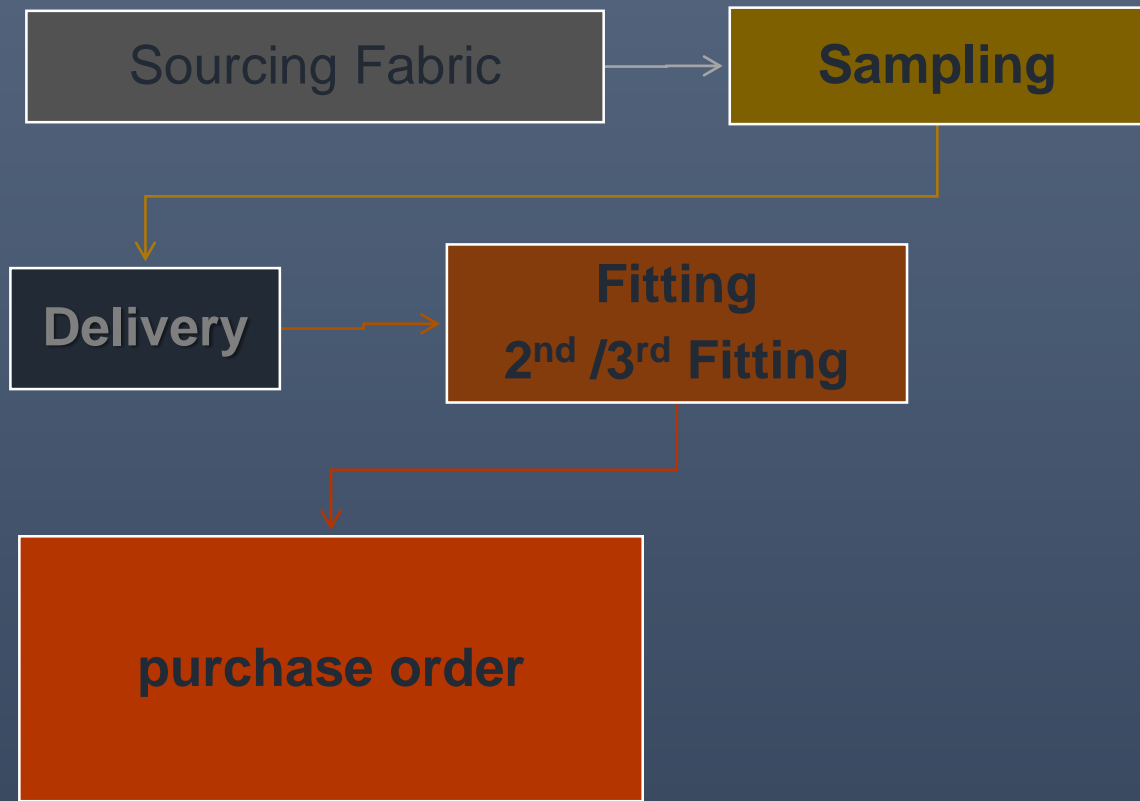 Sourcing Fabric
Sampling
Delivery
Fitting
2nd /3rd Fitting
purchase order